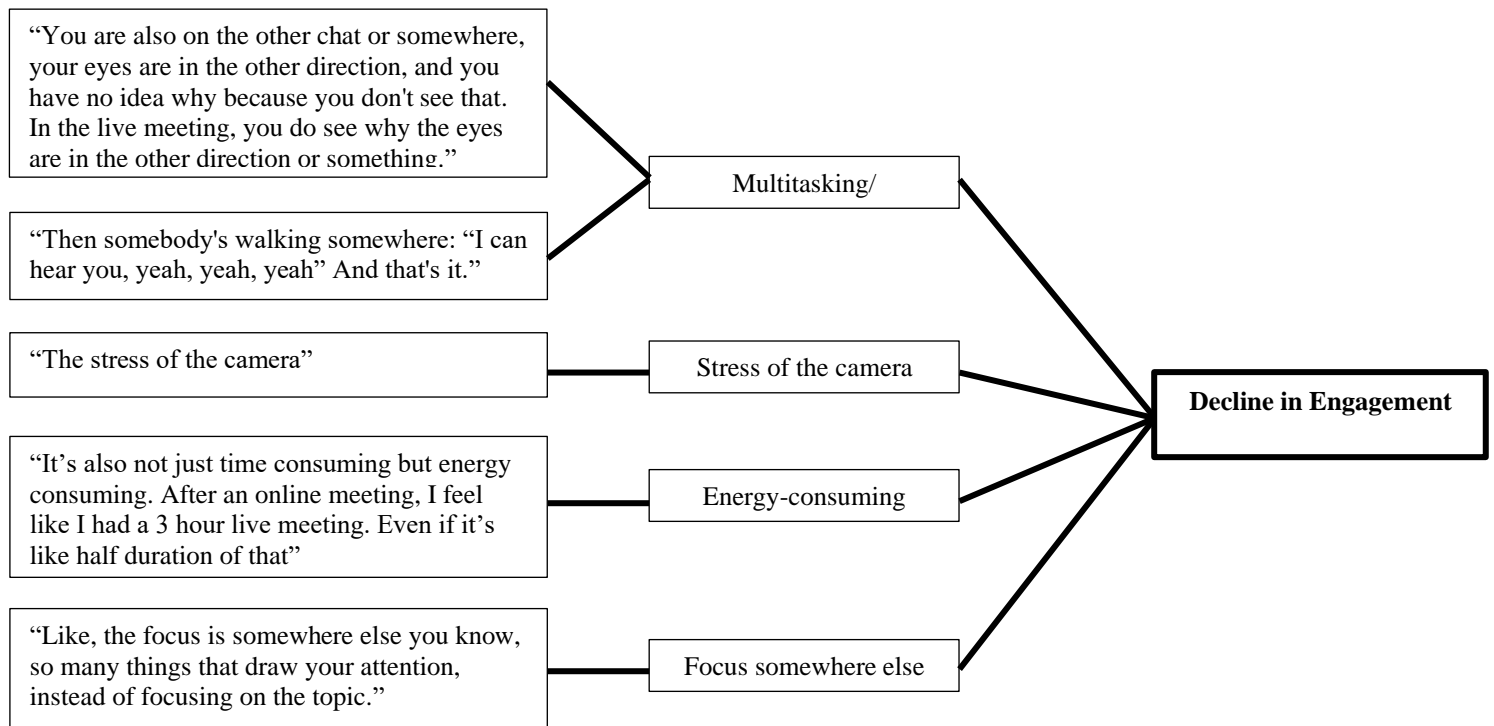 “You are also on the other chat or somewhere,
your eyes are in the other direction, and you
have no idea why because you don't see that.
In the live meeting, you do see why the eyes
are in the other direction or something.”
Multitasking/
“Then somebody's walking somewhere: “I can
hear you, yeah, yeah, yeah” And that's it.”
“The stress of the camera”
Stress of the camera
Decline in Engagement
“It’s also not just time consuming but energy
consuming. After an online meeting, I feel
like I had a 3 hour live meeting. Even if it’s
like half duration of that”
Energy-consuming
“Like, the focus is somewhere else you know,
so many things that draw your attention,
instead of focusing on the topic.”
Focus somewhere else